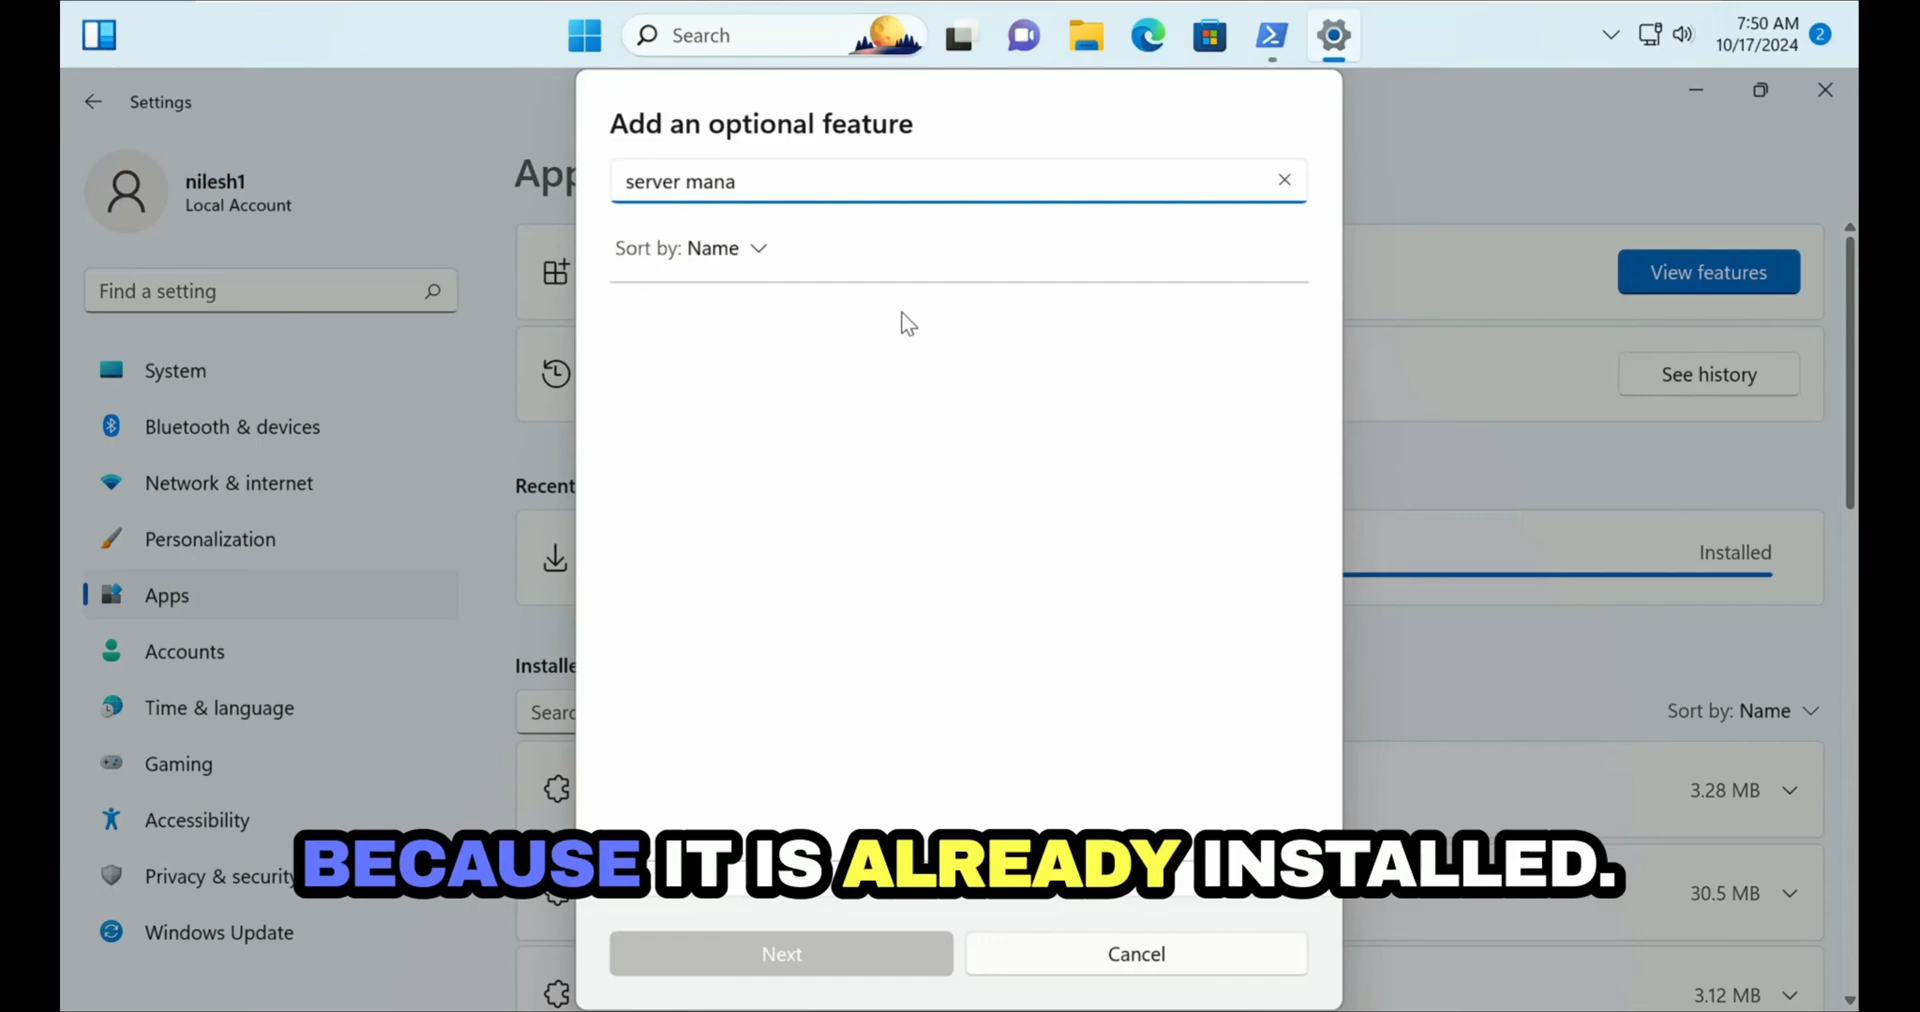 Search
7:50 AM
10/17/2024
2
Settings
nilesh1
Local Account
Find a setting
System
Bluetooth & devices
Network & internet
Personalization
Apps
Accounts
Time & language
Gaming
Accessibility
Privacy & security
Windows Update
App
Add an optional feature
server mana
Sort by: Name
View features
See history
Recent
Installed
Installe
Searc
Sort by: Name
3.28 MB
BECAUSE IT IS ALREADY INSTALLED.
30.5 MB
Next
Cancel
3.12 MB